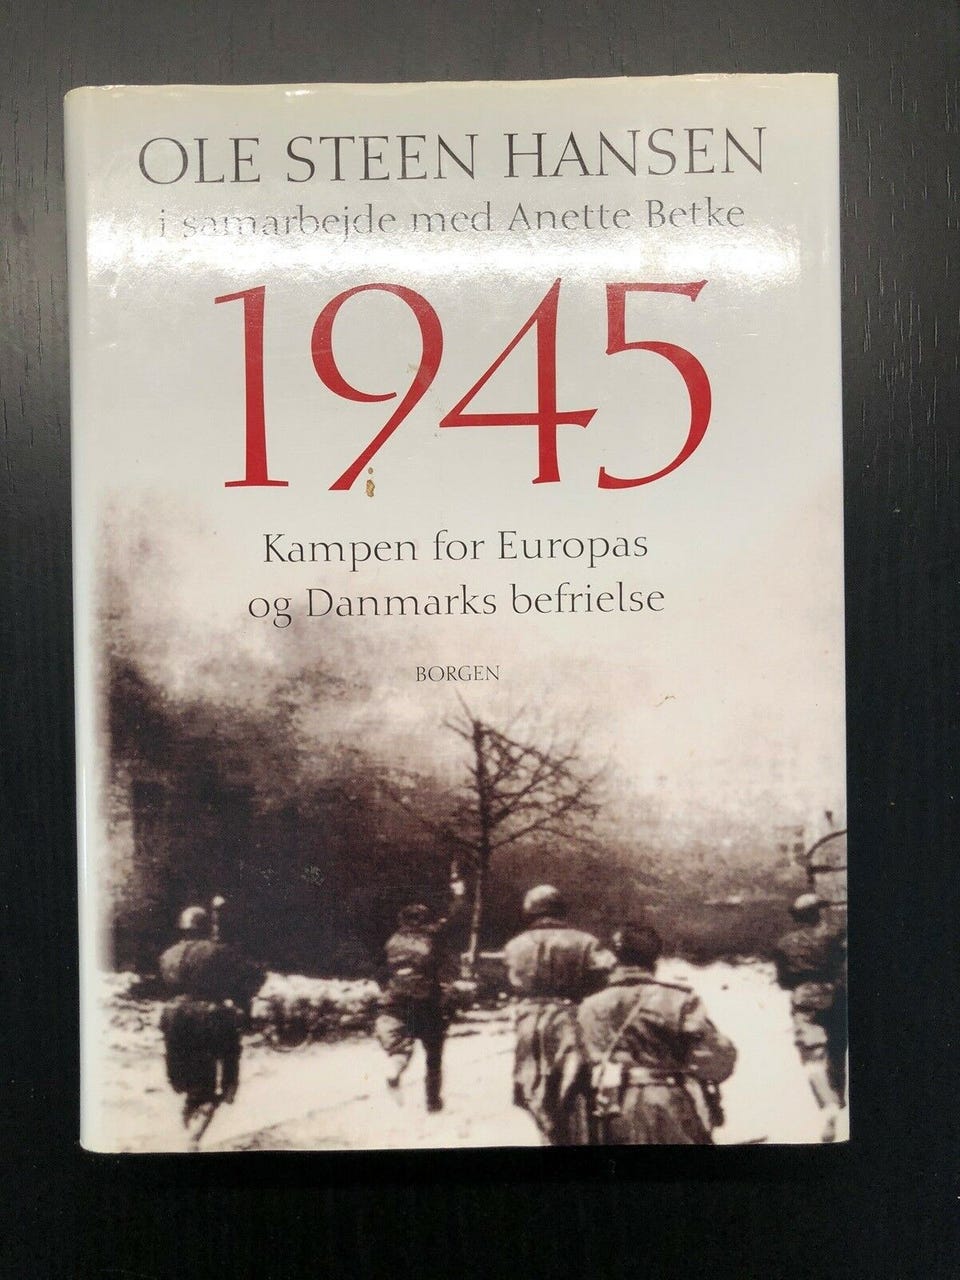 OLE STEEN HANSEN
i samarbejde med Anette Betke
1945
Kampen for Europas
og Danmarks befrielse
BORGEN